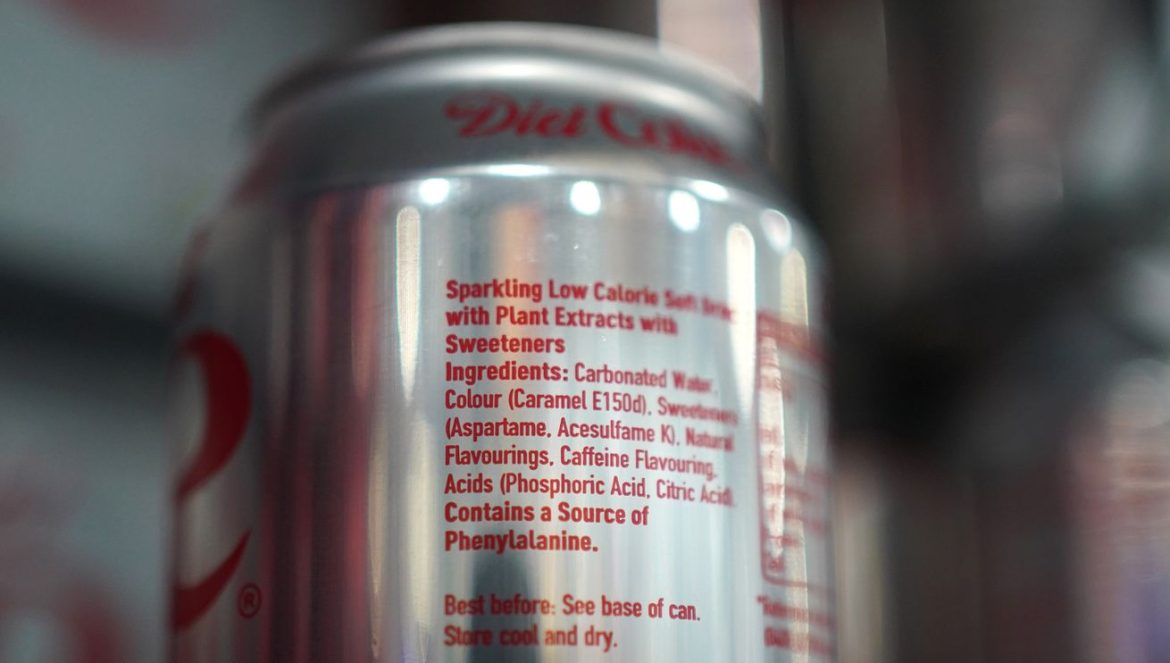 Diet Coke
Sparkling Low Calorie Soft Drink
with Plant Extracts with
Sweeteners
Ingredients: Carbonated Water,
Colour (Caramel E150d), Sweeteners
(Aspartame, Acesulfame K), Natural
Flavourings, Caffeine Flavouring,
Acids (Phosphoric Acid, Citric Acid).
Contains a Source of
Phenylalanine.
Best before: See base of can.
Store cool and dry.
®